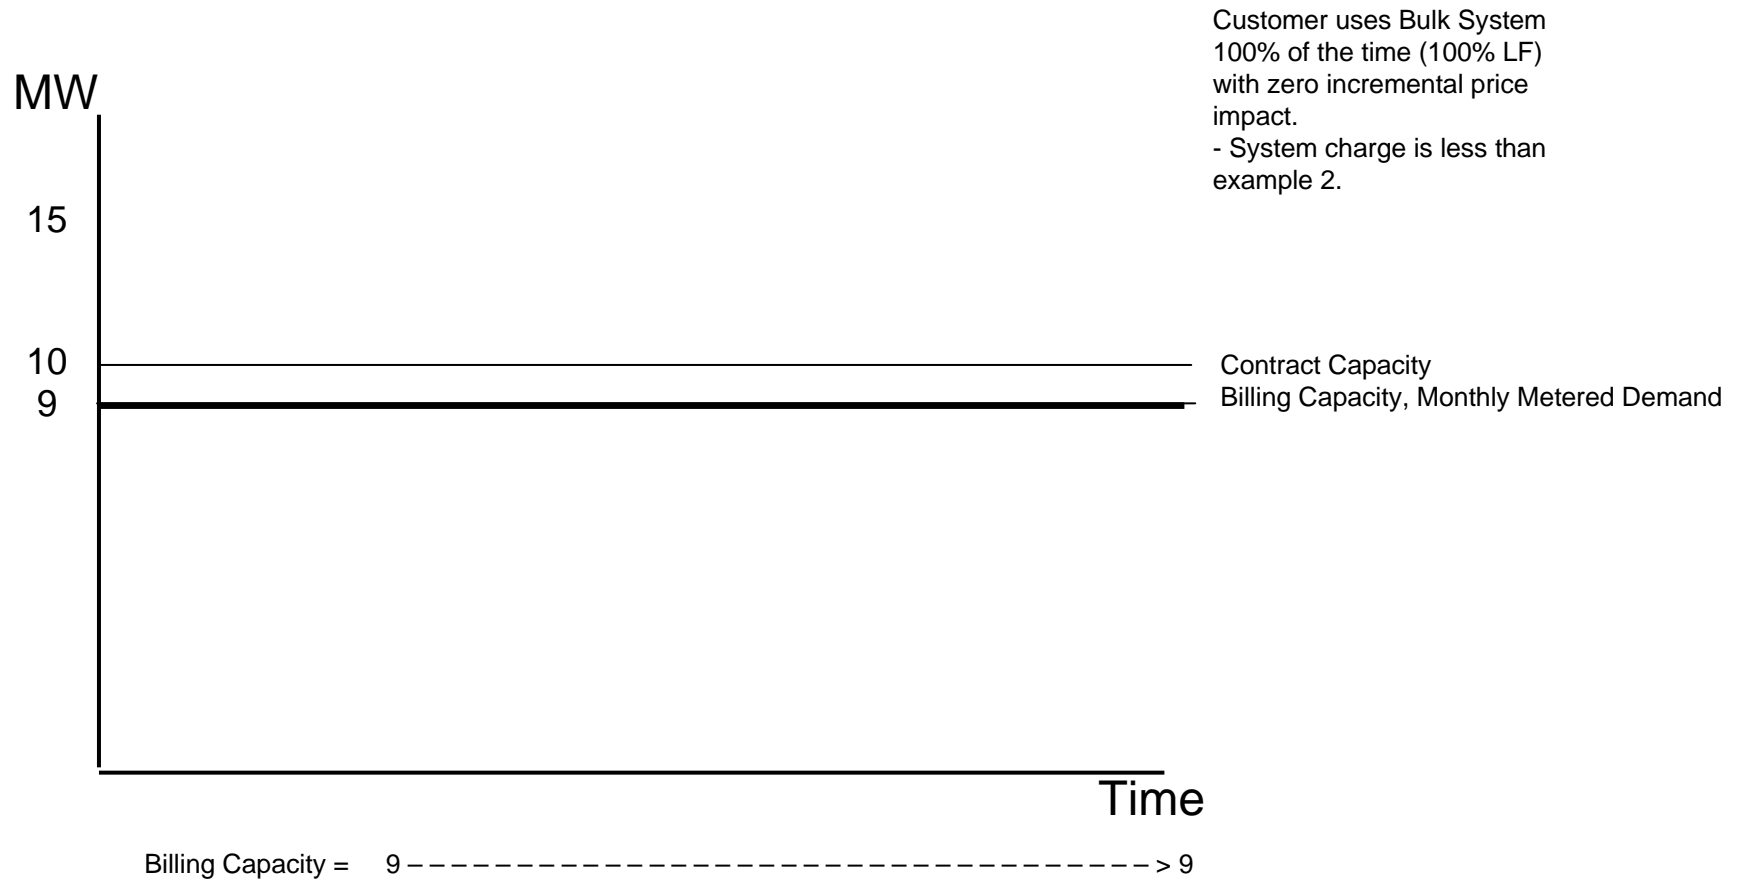 Customer uses Bulk System
100% of the time (100% LF)
with zero incremental price
impact.
- System charge is less than
example 2.
MW
15
10
Contract Capacity
9
Billing Capacity, Monthly Metered Demand
Time
Billing Capacity = 9 – – – – – – – – – – – – – – – – – – – – – – – – – – – – – – – – – – > 9